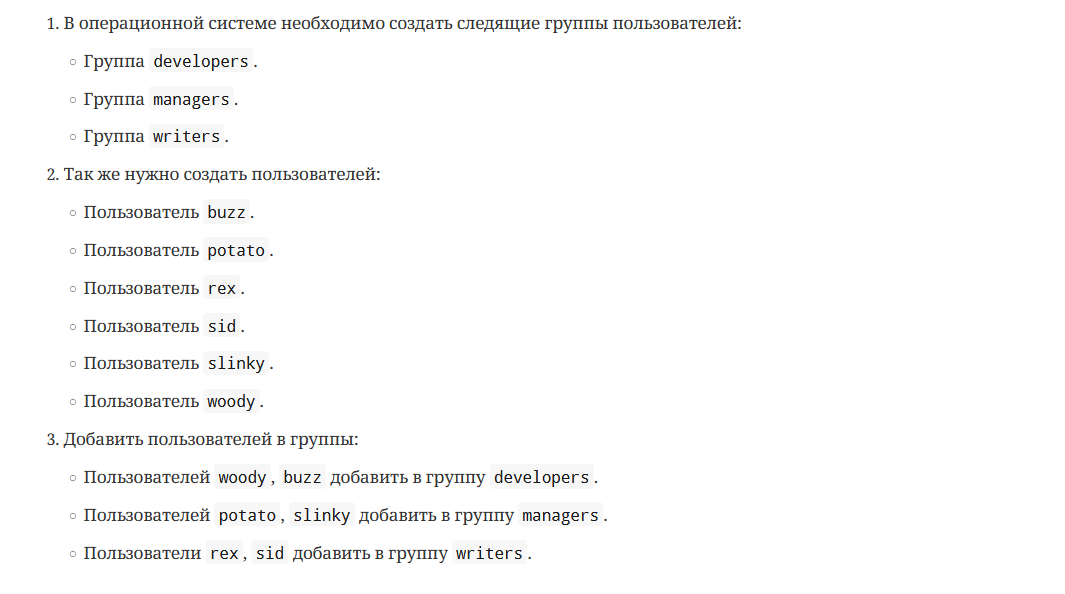 1. В операционной системе необходимо создать следящие группы пользователей:
○ Группа developers.
○ Группа managers.
○ Группа writers.
2. Так же нужно создать пользователей:
○ Пользователь buzz.
○ Пользователь potato.
○ Пользователь rex.
○ Пользователь sid.
○ Пользователь slinky.
○ Пользователь woody.
3. Добавить пользователей в группы:
○ Пользователей woody, buzz добавить в группу developers.
○ Пользователей potato, slinky добавить в группу managers.
○ Пользователи rex, sid добавить в группу writers.